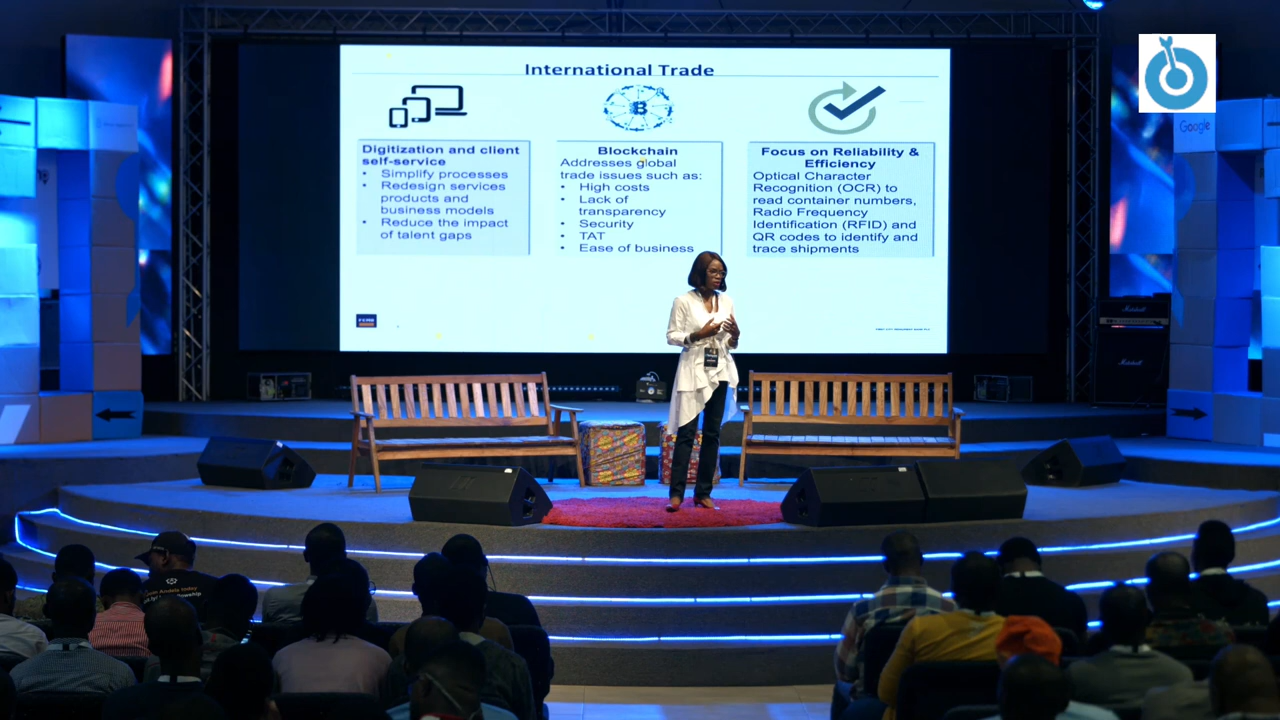 International Trade
Digitization and client
self-service
• Simplify processes
• Redesign services
products and
business models
• Reduce the impact
of talent gaps
B
Blockchain
Addresses global
trade issues such as:
• High costs
• Lack of
transparency
• Security
• TAT
• Ease of business
Focus on Reliability &
Efficiency
Optical Character
Recognition (OCR) to
read container numbers,
Radio Frequency
Identification (RFID) and
QR codes to identify and
trace shipments
Google
Marshall
Marshall